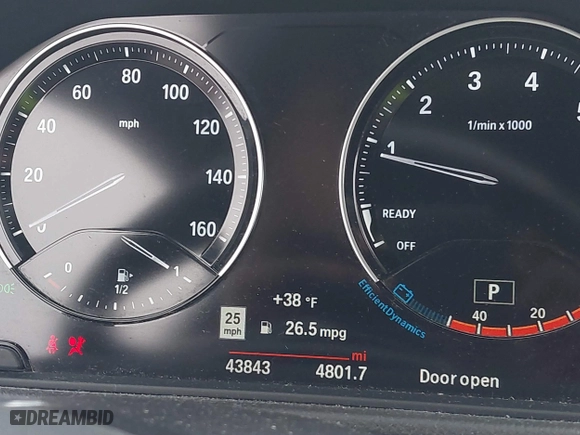 80
60
100
40
mph
120
20
140
0
160
0
1
1/2
3
4
2
5
1/min x 1000
1
READY
OFF
P
EfficientDynamics
40
20
+38 °F
25
mph
26.5 mpg
mi
43843
4801.7
Door open
DREAMBID